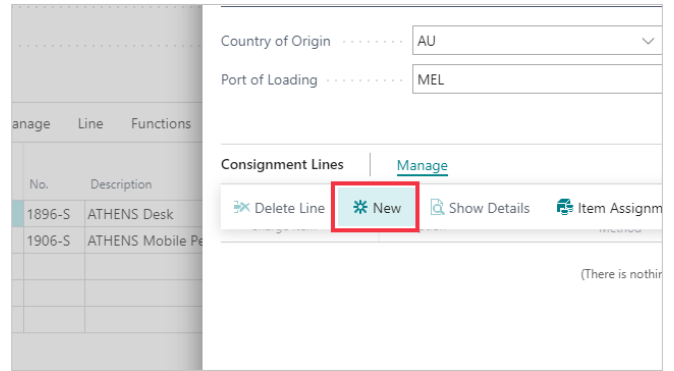 Country of Origin AU
Port of Loading MEL
anage Line Functions
Consignment Lines Manage
No. Description
Delete Line New Show Details Item Assignm
1896-S ATHENS Desk
1906-S ATHENS Mobile Pe
(There is nothin